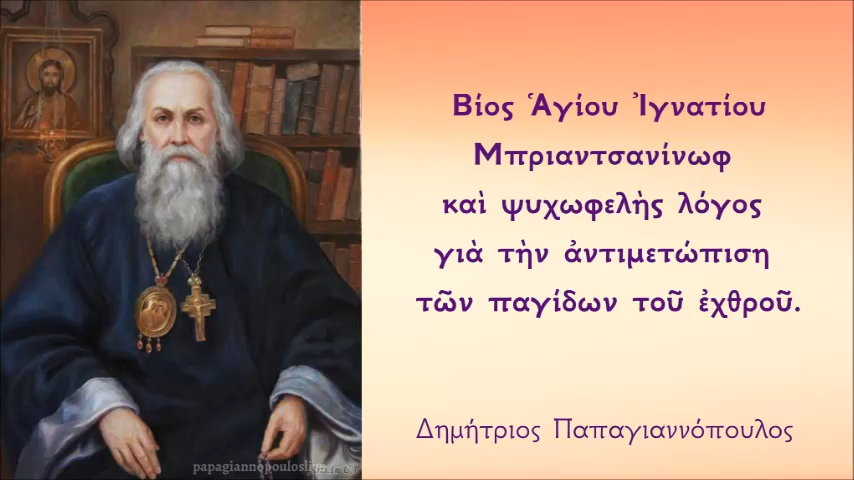 Βίος Ἁγίου Ἰγνατίου
Μπριαντσανίνωφ
καὶ ψυχωφελὴς λόγος
γιὰ τὴν ἀντιμετώπιση
τῶν παγίδων τοῦ ἐχθροῦ.
Δημήτριος Παπαγιαννόπουλος